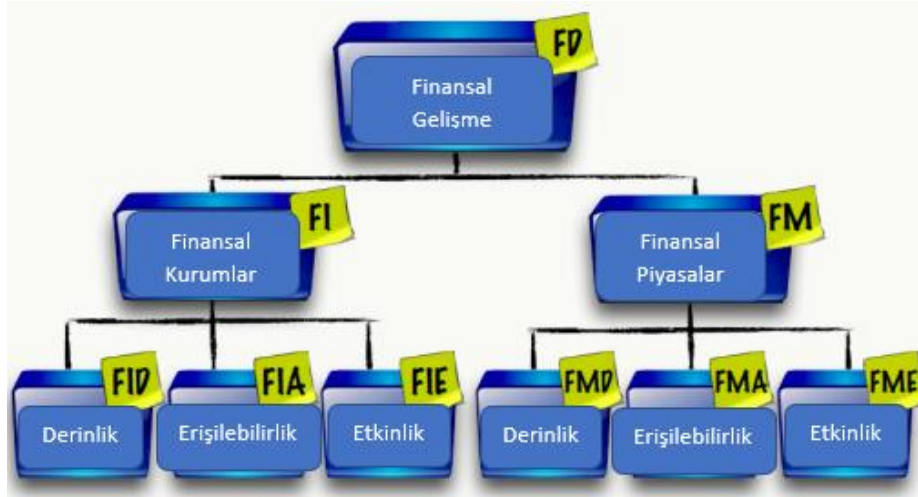 FD
Finansal
Gelişme
FI
Finansal
Kurumlar
FM
Finansal
Piyasalar
FID
Derinlik
FIA
Erişilebilirlik
FIE
Etkinlik
FMD
Derinlik
FMA
Erişilebilirlik
FME
Etkinlik